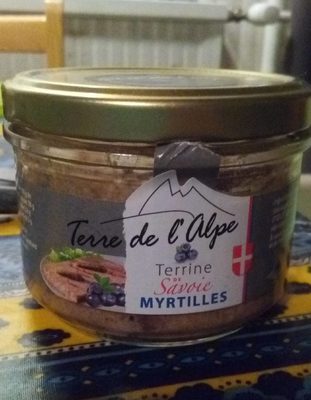 Terre de l'Alpe
Terrine
DE
Savoie
MYRTILLES